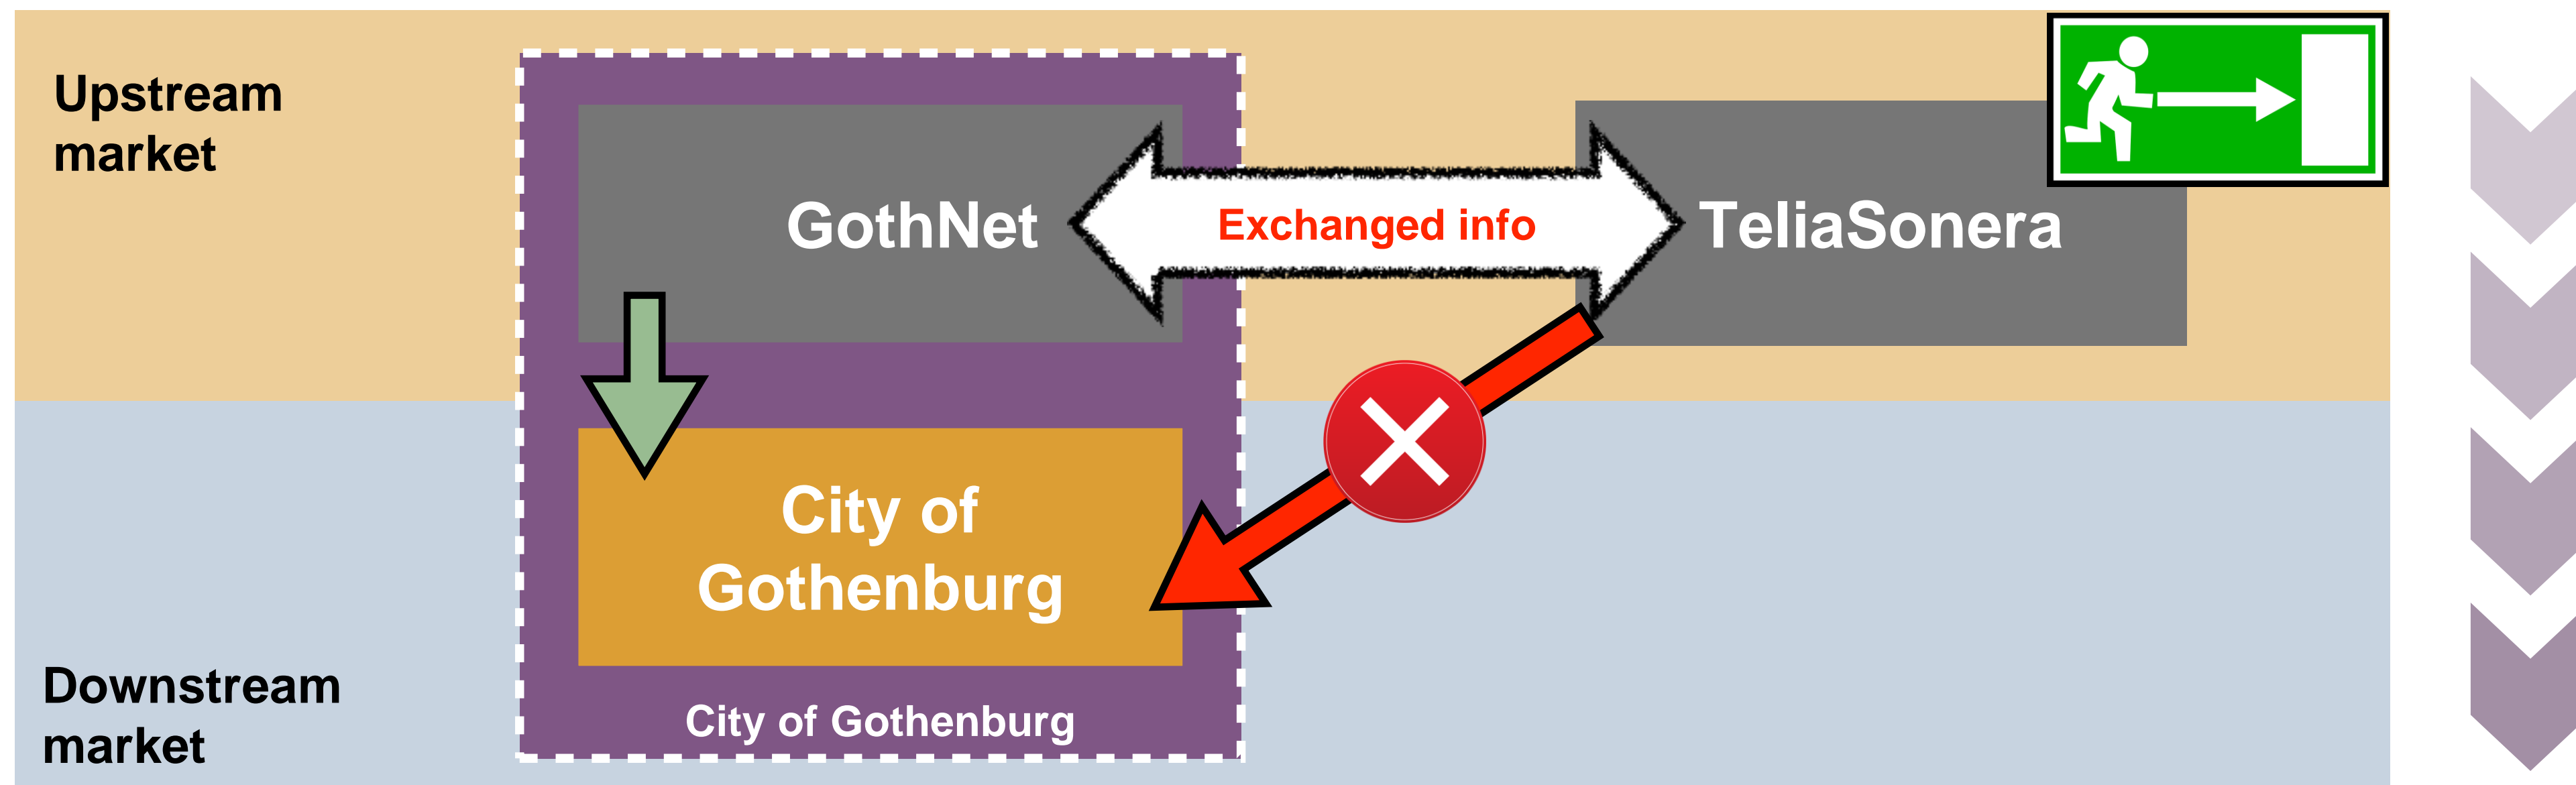 Upstream
market
GothNet
Exchanged info
TeliaSonera
City of
Gothenburg
Downstream
market
City of Gothenburg